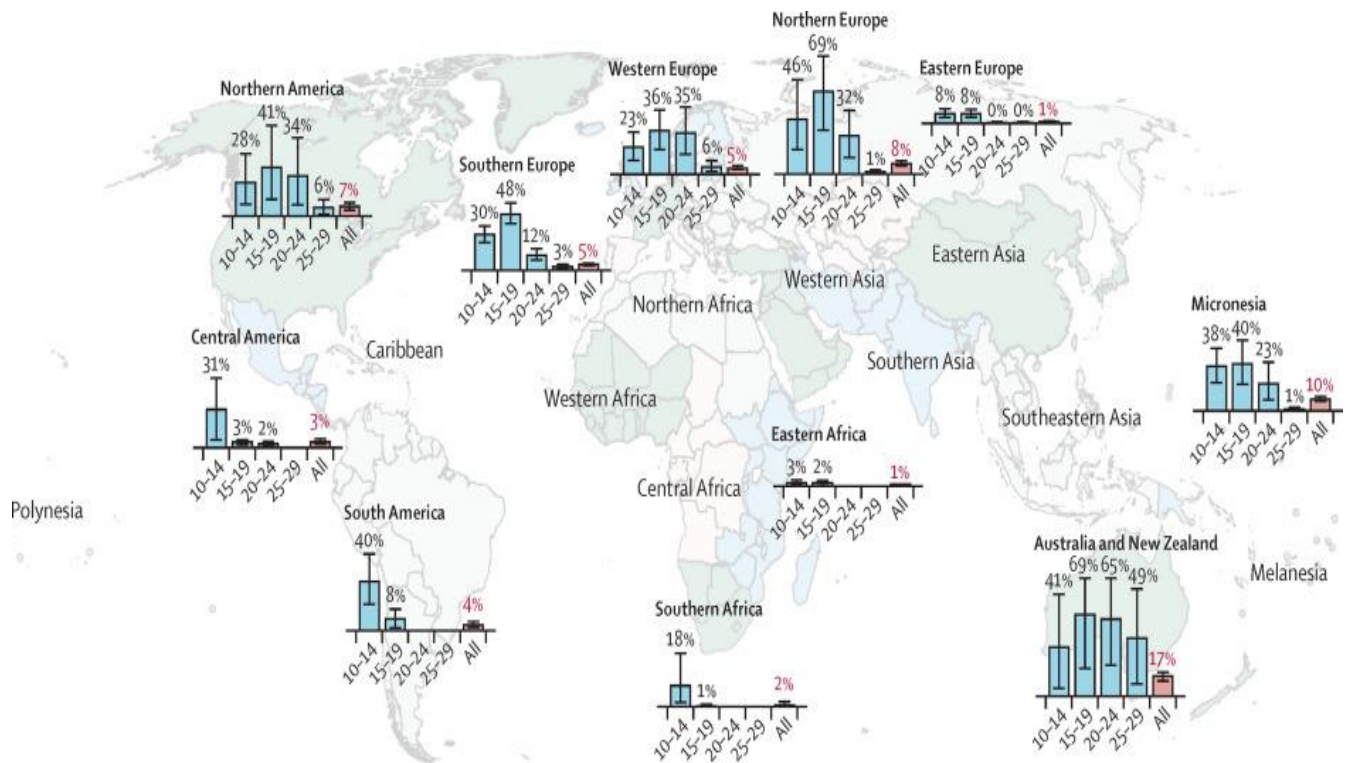 Northern America
28% 41% 34% 6% 7%
10–14 15–19 20–24 25–29 All
Southern Europe
30% 48% 12% 3% 5%
10–14 15–19 20–24 25–29 All
Western Europe
23% 36% 35% 6% 5%
10–14 15–19 20–24 25–29 All
Northern Europe
46% 69% 32% 1% 8%
10–14 15–19 20–24 25–29 All
Eastern Europe
8% 8% 0% 0% 1%
10–14 15–19 20–24 25–29 All
Eastern Asia
Western Asia
Northern Africa
Micronesia
38% 40% 23% 1% 10%
10–14 15–19 20–24 25–29 All
Central America
31% 3% 2% 3%
10–14 15–19 20–24 25–29 All
Caribbean
Southern Asia
Western Africa
Southeastern Asia
Eastern Africa
3% 2% 1%
10–14 15–19 20–24 25–29 All
Central Africa
Polynesia
South America
40% 8% 4%
10–14 15–19 20–24 25–29 All
Australia and New Zealand
41% 69% 65% 49% 17%
10–14 15–19 20–24 25–29 All
Melanesia
Southern Africa
18% 1% 2%
10–14 15–19 20–24 25–29 All